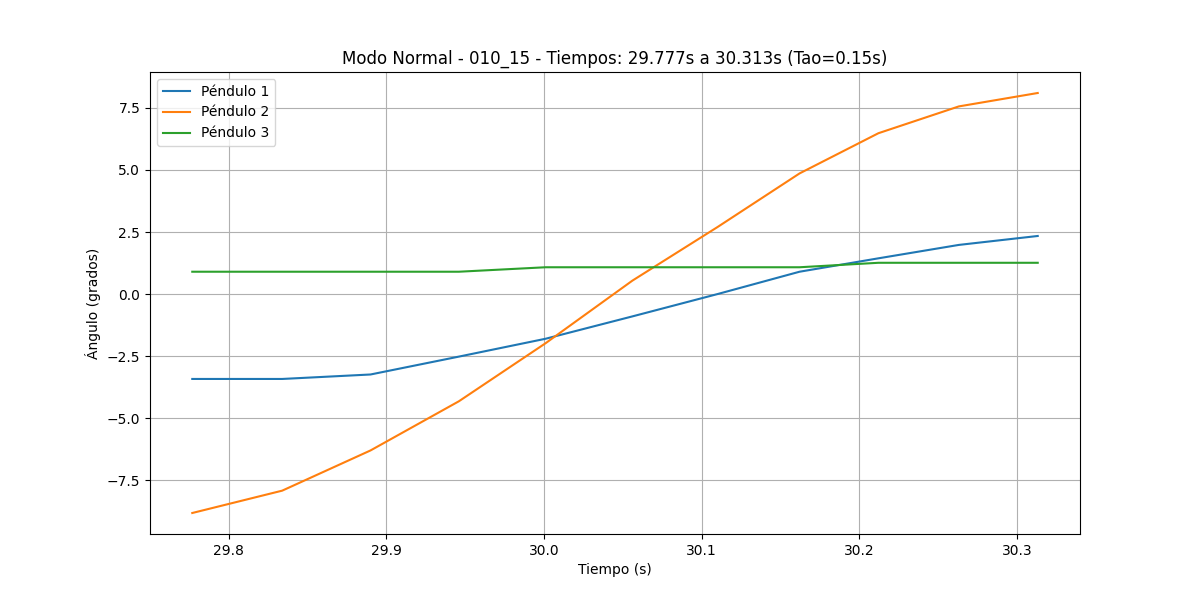 Modo Normal - 010_15 - Tiempos: 29.777s a 30.313s (Tao=0.15s)
Péndulo 1
Péndulo 2
Péndulo 3
7.5
5.0
2.5
0.0
−2.5
−5.0
−7.5
Ángulo (grados)
29.8 29.9 30.0 30.1 30.2 30.3
Tiempo (s)